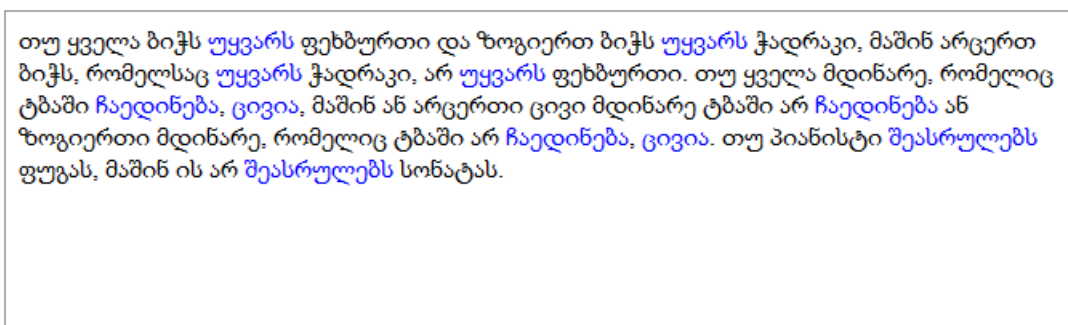 თუ ყველა ბიჭს უყვარს ფეხბურთი და ზოგიერთ ბიჭს უყვარს ჭადრაკი, მაშინ არცერთ
ბიჭს, რომელსაც უყვარს ჭადრაკი, არ უყვარს ფეხბურთი. თუ ყველა მდინარე, რომელიც
ტბაში ჩაედინება, ცივია, მაშინ ან არცერთი ცივი მდინარე ტბაში არ ჩაედინება ან
ზოგიერთი მდინარე, რომელიც ტბაში არ ჩაედინება, ცივია. თუ პიანისტი შეასრულებს
ფუგას, მაშინ ის არ შეასრულებს სონატას.